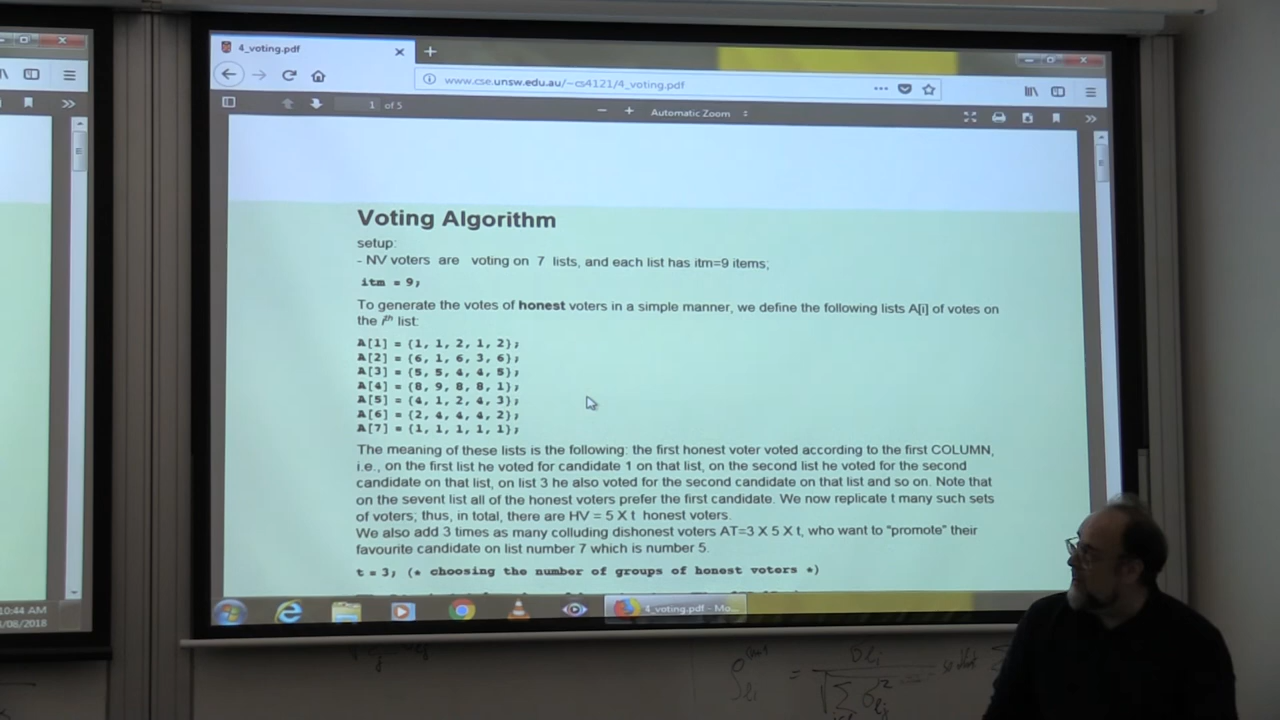 4_voting.pdf
www.cse.unsw.edu.au/~cs4121/4_voting.pdf
1 of 5
Automatic Zoom
Voting Algorithm
setup:
- NV voters are voting on 7 lists, and each list has itm=9 items;
itm = 9;
To generate the votes of honest voters in a simple manner, we define the following lists A[i] of votes on
the ith list:
A[1] = {1, 1, 2, 1, 2};
A[2] = {6, 1, 6, 3, 6};
A[3] = {5, 5, 4, 4, 5};
A[4] = {8, 9, 8, 8, 1};
A[5] = {4, 1, 2, 4, 3};
A[6] = {2, 4, 4, 4, 2};
A[7] = {1, 1, 1, 1, 1};
The meaning of these lists is the following: the first honest voter voted according to the first COLUMN,
i.e., on the first list he voted for candidate 1 on that list, on the second list he voted for the second
candidate on that list, on list 3 he also voted for the second candidate on that list and so on. Note that
on the sevent list all of the honest voters prefer the first candidate. We now replicate t many such sets
of voters; thus, in total, there are HV = 5 X t honest voters.
We also add 3 times as many colluding dishonest voters AT=3 X 5 X t, who want to "promote" their
favourite candidate on list number 7 which is number 5.
t = 3; (* choosing the number of groups of honest voters *)
4_voting.pdf - Mo...
10:44 AM
/08/2018